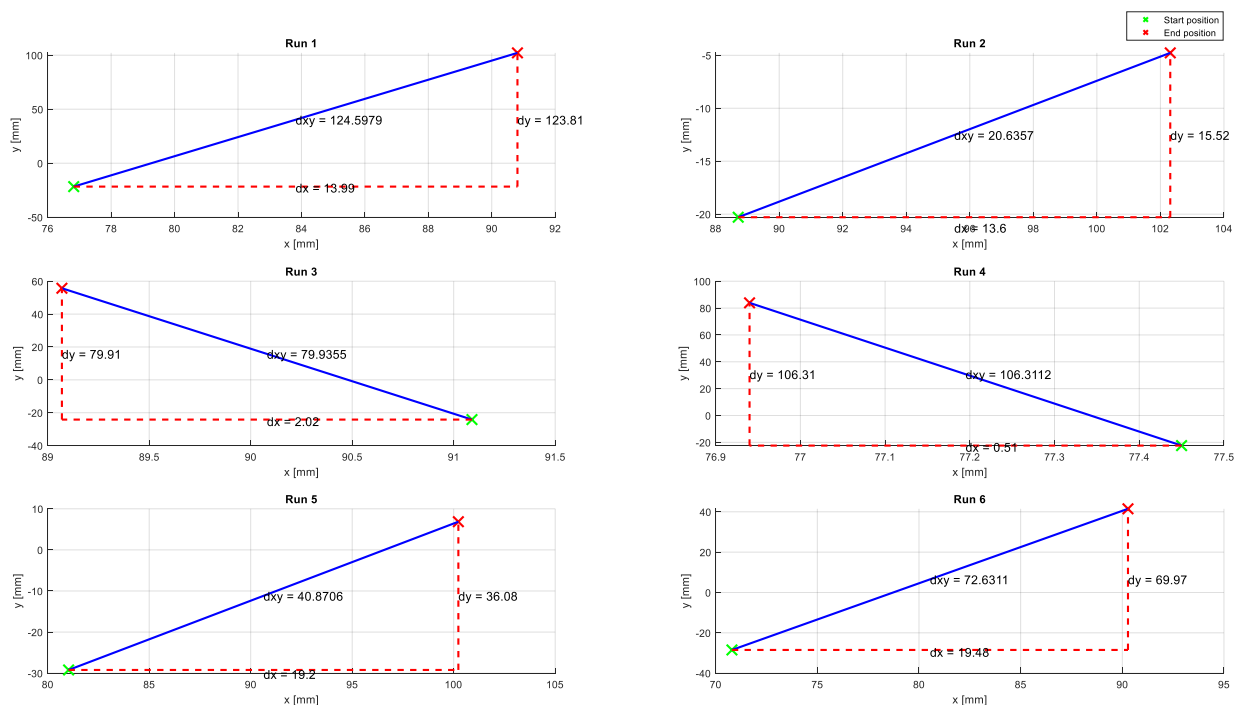 Start position
End position
Run 1
100
50
0
-50
y [mm]
dxy = 124.5979
dy = 123.81
dx = 13.99
76 78 80 82 84 86 88 90 92
x [mm]
Run 2
-5
-10
-15
-20
y [mm]
dxy = 20.6357
dy = 15.52
dx = 13.6
88 90 92 94 96 98 100 102 104
x [mm]
Run 3
60
40
20
0
-20
-40
y [mm]
dxy = 79.9355
dy = 79.91
dx = 2.02
89 89.5 90 90.5 91 91.5
x [mm]
Run 4
100
80
60
40
20
0
-20
y [mm]
dxy = 106.3112
dy = 106.31
dx = 0.51
76.9 77 77.1 77.2 77.3 77.4 77.5
x [mm]
Run 5
10
0
-10
-20
-30
y [mm]
dxy = 40.8706
dy = 36.08
dx = 19.2
80 85 90 95 100 105
x [mm]
Run 6
40
20
0
-20
-40
y [mm]
dxy = 72.6311
dy = 69.97
dx = 19.48
70 75 80 85 90 95
x [mm]